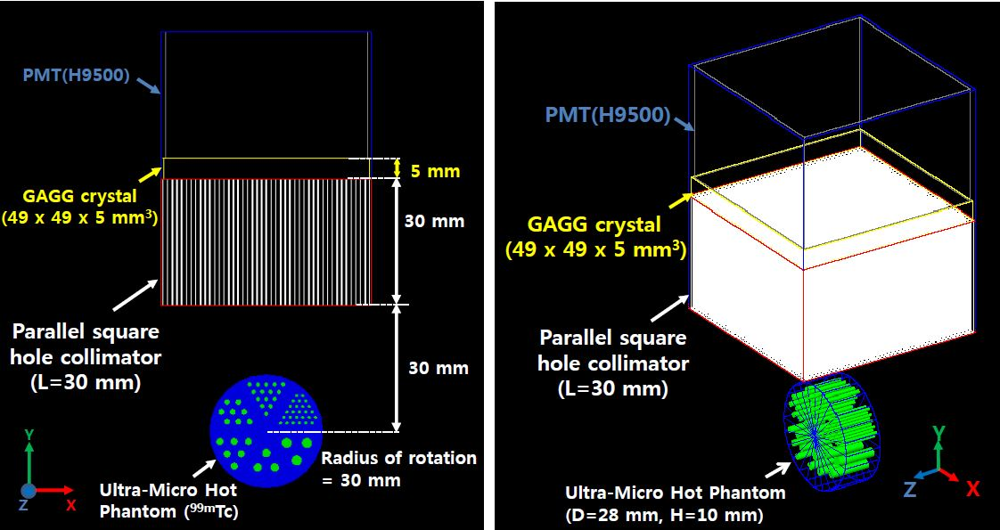 PMT(H9500)
5 mm
GAGG crystal
(49 x 49 x 5 mm³)
30 mm
Parallel square
hole collimator
(L=30 mm)
30 mm
Radius of rotation
= 30 mm
Ultra-Micro Hot
Phantom (⁹⁹ᵐTc)
Y
Z
X
PMT(H9500)
GAGG crystal
(49 x 49 x 5 mm³)
Parallel square
hole collimator
(L=30 mm)
Ultra-Micro Hot Phantom
(D=28 mm, H=10 mm)
Y
Z
X